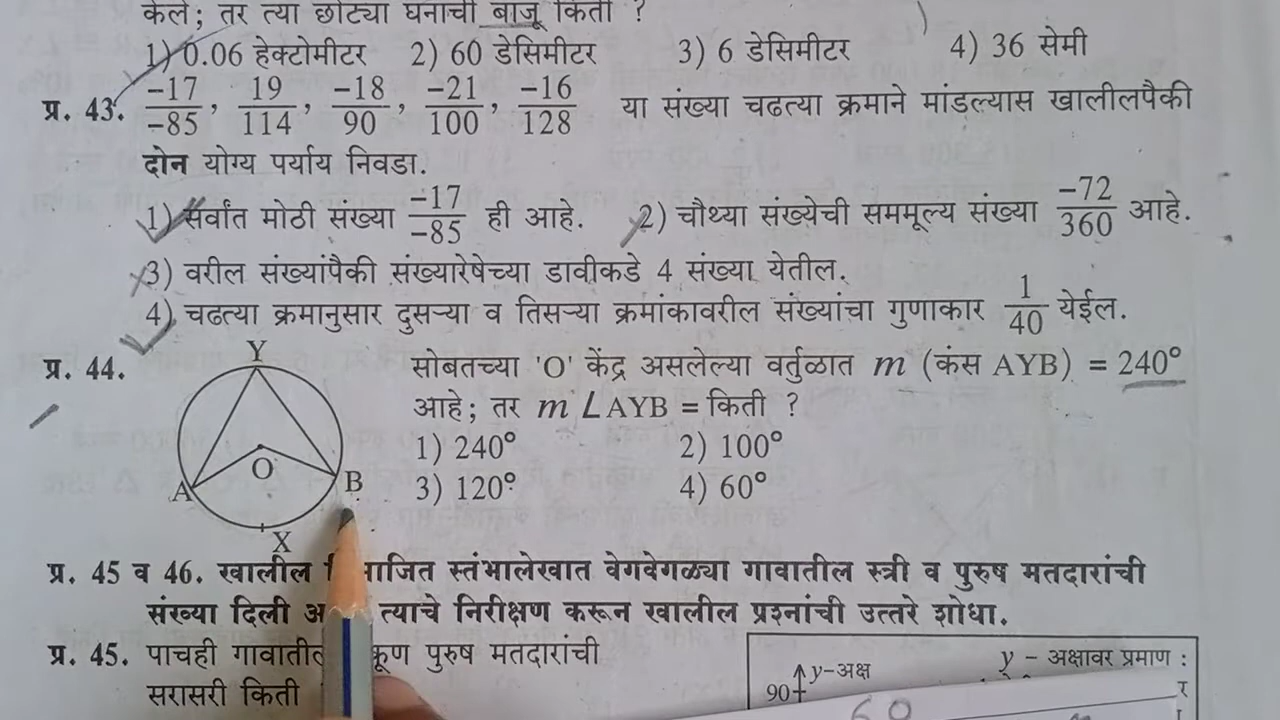 केले; तर त्या छोट्या घनाची बाजू किती ?
1) 0.06 हेक्टोमीटर 2) 60 डेसिमीटर 3) 6 डेसिमीटर 4) 36 सेमी
प्र. 43. -17/-85, 19/114, -18/90, -21/100, -16/128 या संख्या चढत्या क्रमाने मांडल्यास खालीलपैकी
दोन योग्य पर्याय निवडा.
1) सर्वांत मोठी संख्या -17/-85 ही आहे. 2) चौथ्या संख्येची सममूल्य संख्या -72/360 आहे.
3) वरील संख्यांपैकी संख्यारेषेच्या डावीकडे 4 संख्या येतील.
4) चढत्या क्रमानुसार दुसऱ्या व तिसऱ्या क्रमांकावरील संख्यांचा गुणाकार 1/40 येईल.
प्र. 44. सोबतच्या 'O' केंद्र असलेल्या वर्तुळात m (कंस AYB) = 240°
आहे; तर m ∠AYB = किती ?
1) 240° 2) 100°
3) 120° 4) 60°
Y
O
A
B
X
प्र. 45 व 46. खालील विभाजित स्तंभालेखात वेगवेगळ्या गावातील स्त्री व पुरुष मतदारांची
संख्या दिली त्याचे निरीक्षण करून खालील प्रश्नांची उत्तरे शोधा.
प्र. 45. पाचही गावातील एकूण पुरुष मतदारांची
सरासरी किती
y-अक्ष
y - अक्षावर प्रमाण :
90
60